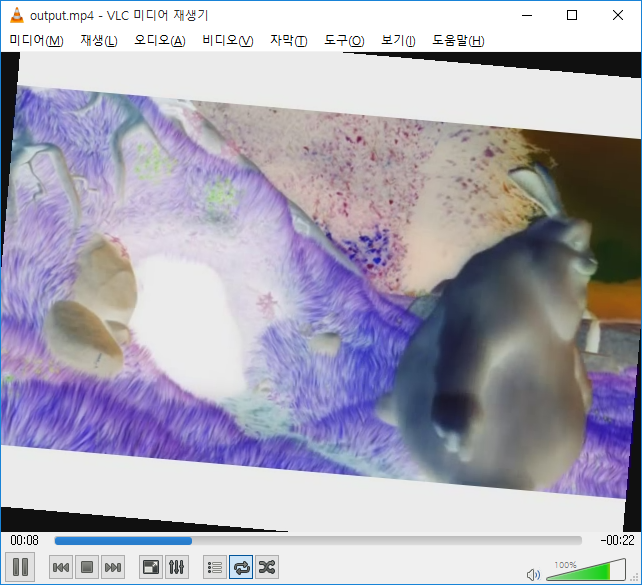 output.mp4 - VLC 미디어 재생기
미디어(M) 재생(L) 오디오(A) 비디오(V) 자막(T) 도구(O) 보기(I) 도움말(H)
00:08 -00:22
100%